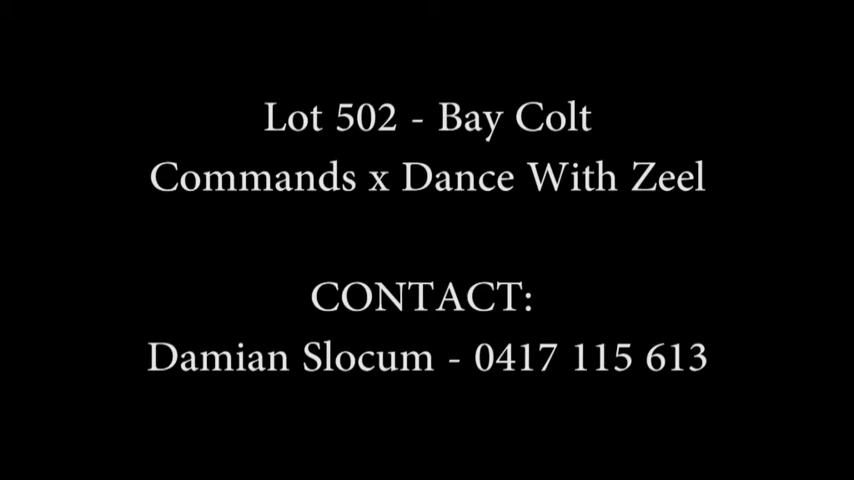 Lot 502 - Bay Colt
Commands x Dance With Zeel
CONTACT:
Damian Slocum - 0417 115 613